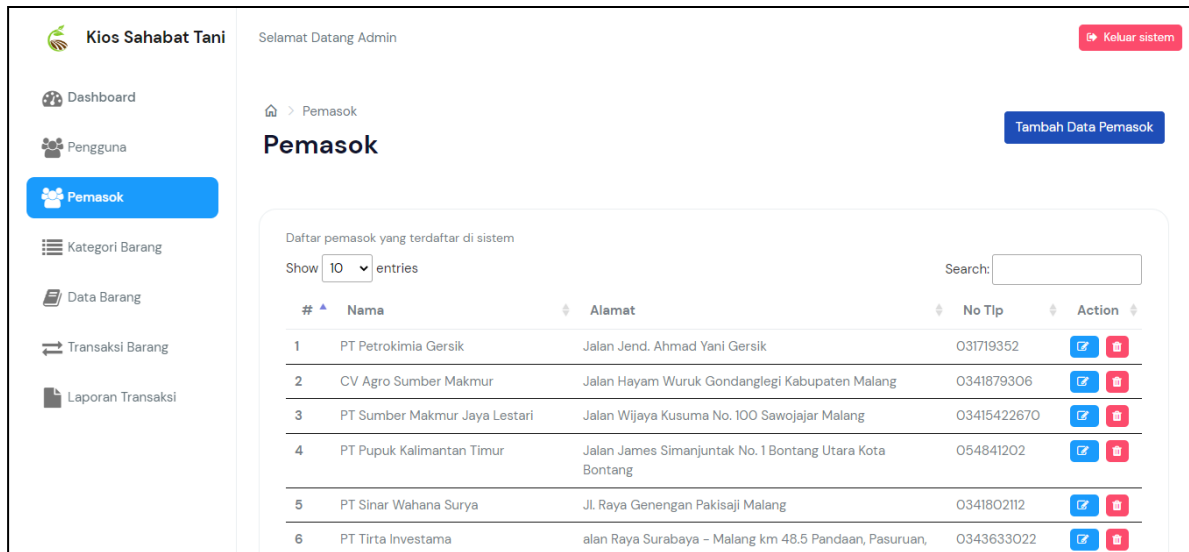 Kios Sahabat Tani
Selamat Datang Admin
Keluar sistem
Dashboard
Pengguna
Pemasok
Kategori Barang
Data Barang
Transaksi Barang
Laporan Transaksi
> Pemasok
Pemasok
Tambah Data Pemasok
Daftar pemasok yang terdaftar di sistem
Show 10 entries
Search:
# Nama Alamat No Tlp Action
1 PT Petrokimia Gersik Jalan Jend. Ahmad Yani Gersik 031719352
2 CV Agro Sumber Makmur Jalan Hayam Wuruk Gondanglegi Kabupaten Malang 0341879306
3 PT Sumber Makmur Jaya Lestari Jalan Wijaya Kusuma No. 100 Sawojajar Malang 03415422670
4 PT Pupuk Kalimantan Timur Jalan James Simanjuntak No. 1 Bontang Utara Kota 054841202
Bontang
5 PT Sinar Wahana Surya Jl. Raya Genengan Pakisaji Malang 0341802112
6 PT Tirta Investama alan Raya Surabaya - Malang km 48.5 Pandaan, Pasuruan, 0343633022